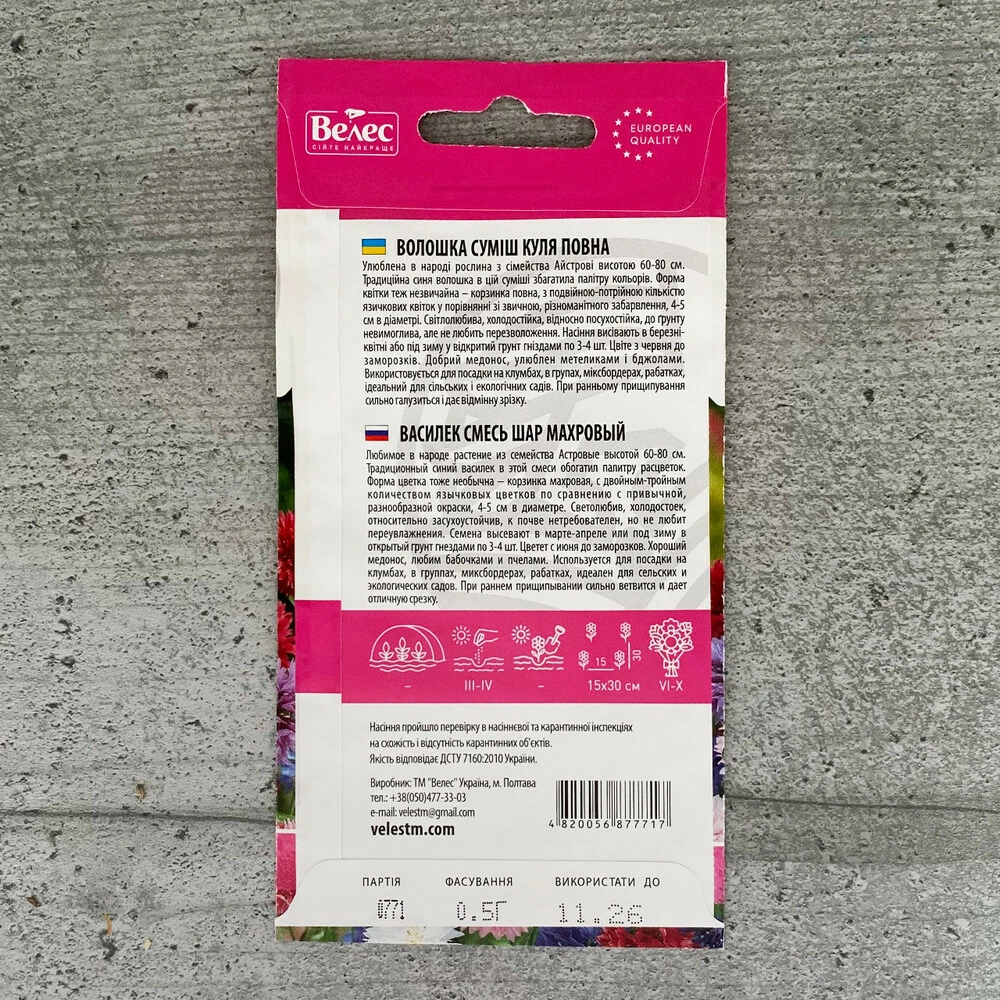 Велес
СІЙТЕ НАЙКРАЩЕ
EUROPEAN
QUALITY
ВОЛОШКА СУМІШ КУЛЯ ПОВНА
Улюблена в народі рослина з сімейства Айстрові висотою 60-80 см.
Традиційна синя волошка в цій суміші збагатила палітру кольорів. Форма
квітки теж незвичайна – корзинка повна, з подвійною-потрійною кількістю
язичкових квіток у порівнянні зі звичною, різноманітного забарвлення, 4-5
см в діаметрі. Світлолюбива, холодостійка, відносно посухостійка, до ґрунту
невимоглива, але не любить перезволоження. Насіння висівають в березні-
квітні або під зиму у відкритий ґрунт гніздами по 3-4 шт. Цвіте з червня до
заморозків. Добрий медонос, улюблен метеликами і бджолами.
Використовується для посадки на клумбах, в групах, міксбордерах, рабатках,
ідеальний для сільських і екологічних садів. При ранньому прищипування
сильно галузиться і дає відмінну зрізку.
ВАСИЛЕК СМЕСЬ ШАР МАХРОВЫЙ
Любимое в народе растение из семейства Астровые высотой 60-80 см.
Традиционный синий василек в этой смеси обогатил палитру расцветок.
Форма цветка тоже необычна – корзинка махровая, с двойным-тройным
количеством язычковых цветков по сравнению с привычной,
разнообразной окраски, 4-5 см в диаметре. Светолюбив, холодостоек,
относительно засухоустойчив, к почве нетребователен, но не любит
переувлажнения. Семена высевают в марте-апреле или под зиму в
открытый грунт гнездами по 3-4 шт. Цветет с июня до заморозков. Хороший
медонос, любим бабочками и пчелами. Используется для посадки на
клумбах, в группах, миксбордерах, рабатках, идеален для сельских и
экологических садов. При раннем прищипывании сильно ветвится и дает
отличную срезку.
15 30
– III-IV – 15х30 см VI-X
Насіння пройшло перевірку в насіннєвої та карантинної інспекціях
на схожість і відсутність карантинних об'єктів.
Якість відповідає ДСТУ 7160:2010 України.
Виробник: ТМ "Велес" Україна, м. Полтава
тел.: +38(050)477-33-03
e-mail: velestm@gmail.com
velestm.com
4 820056 877717
ПАРТІЯ ФАСУВАННЯ ВИКОРИСТАТИ ДО
0771 0.5Г 11.26